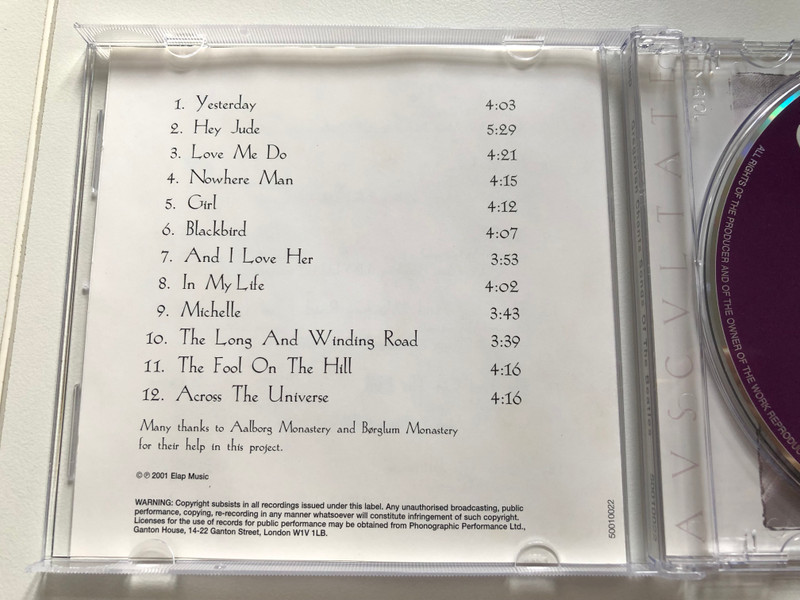 1. Yesterday 4:03
2. Hey Jude 5:29
3. Love Me Do 4:21
4. Nowhere Man 4:15
5. Girl 4:12
6. Blackbird 4:07
7. And I Love Her 3:53
8. In My Life 4:02
9. Michelle 3:43
10. The Long And Winding Road 3:39
11. The Fool On The Hill 4:16
12. Across The Universe 4:16
Many thanks to Aalborg Monastery and Børglum Monastery
for their help in this project.
©℗ 2001 Elap Music
WARNING: Copyright subsists in all recordings issued under this label. Any unauthorised broadcasting, public
performance, copying, re-recording in any manner whatsoever will constitute infringement of such copyright.
Licenses for the use of records for public performance may be obtained from Phonographic Performance Ltd.,
Ganton House, 14-22 Ganton Street, London W1V 1LB.
50010022
AVSCVLTATE
ALL RIGHTS OF THE PRODUCER AND OF THE OWNER OF THE WORK